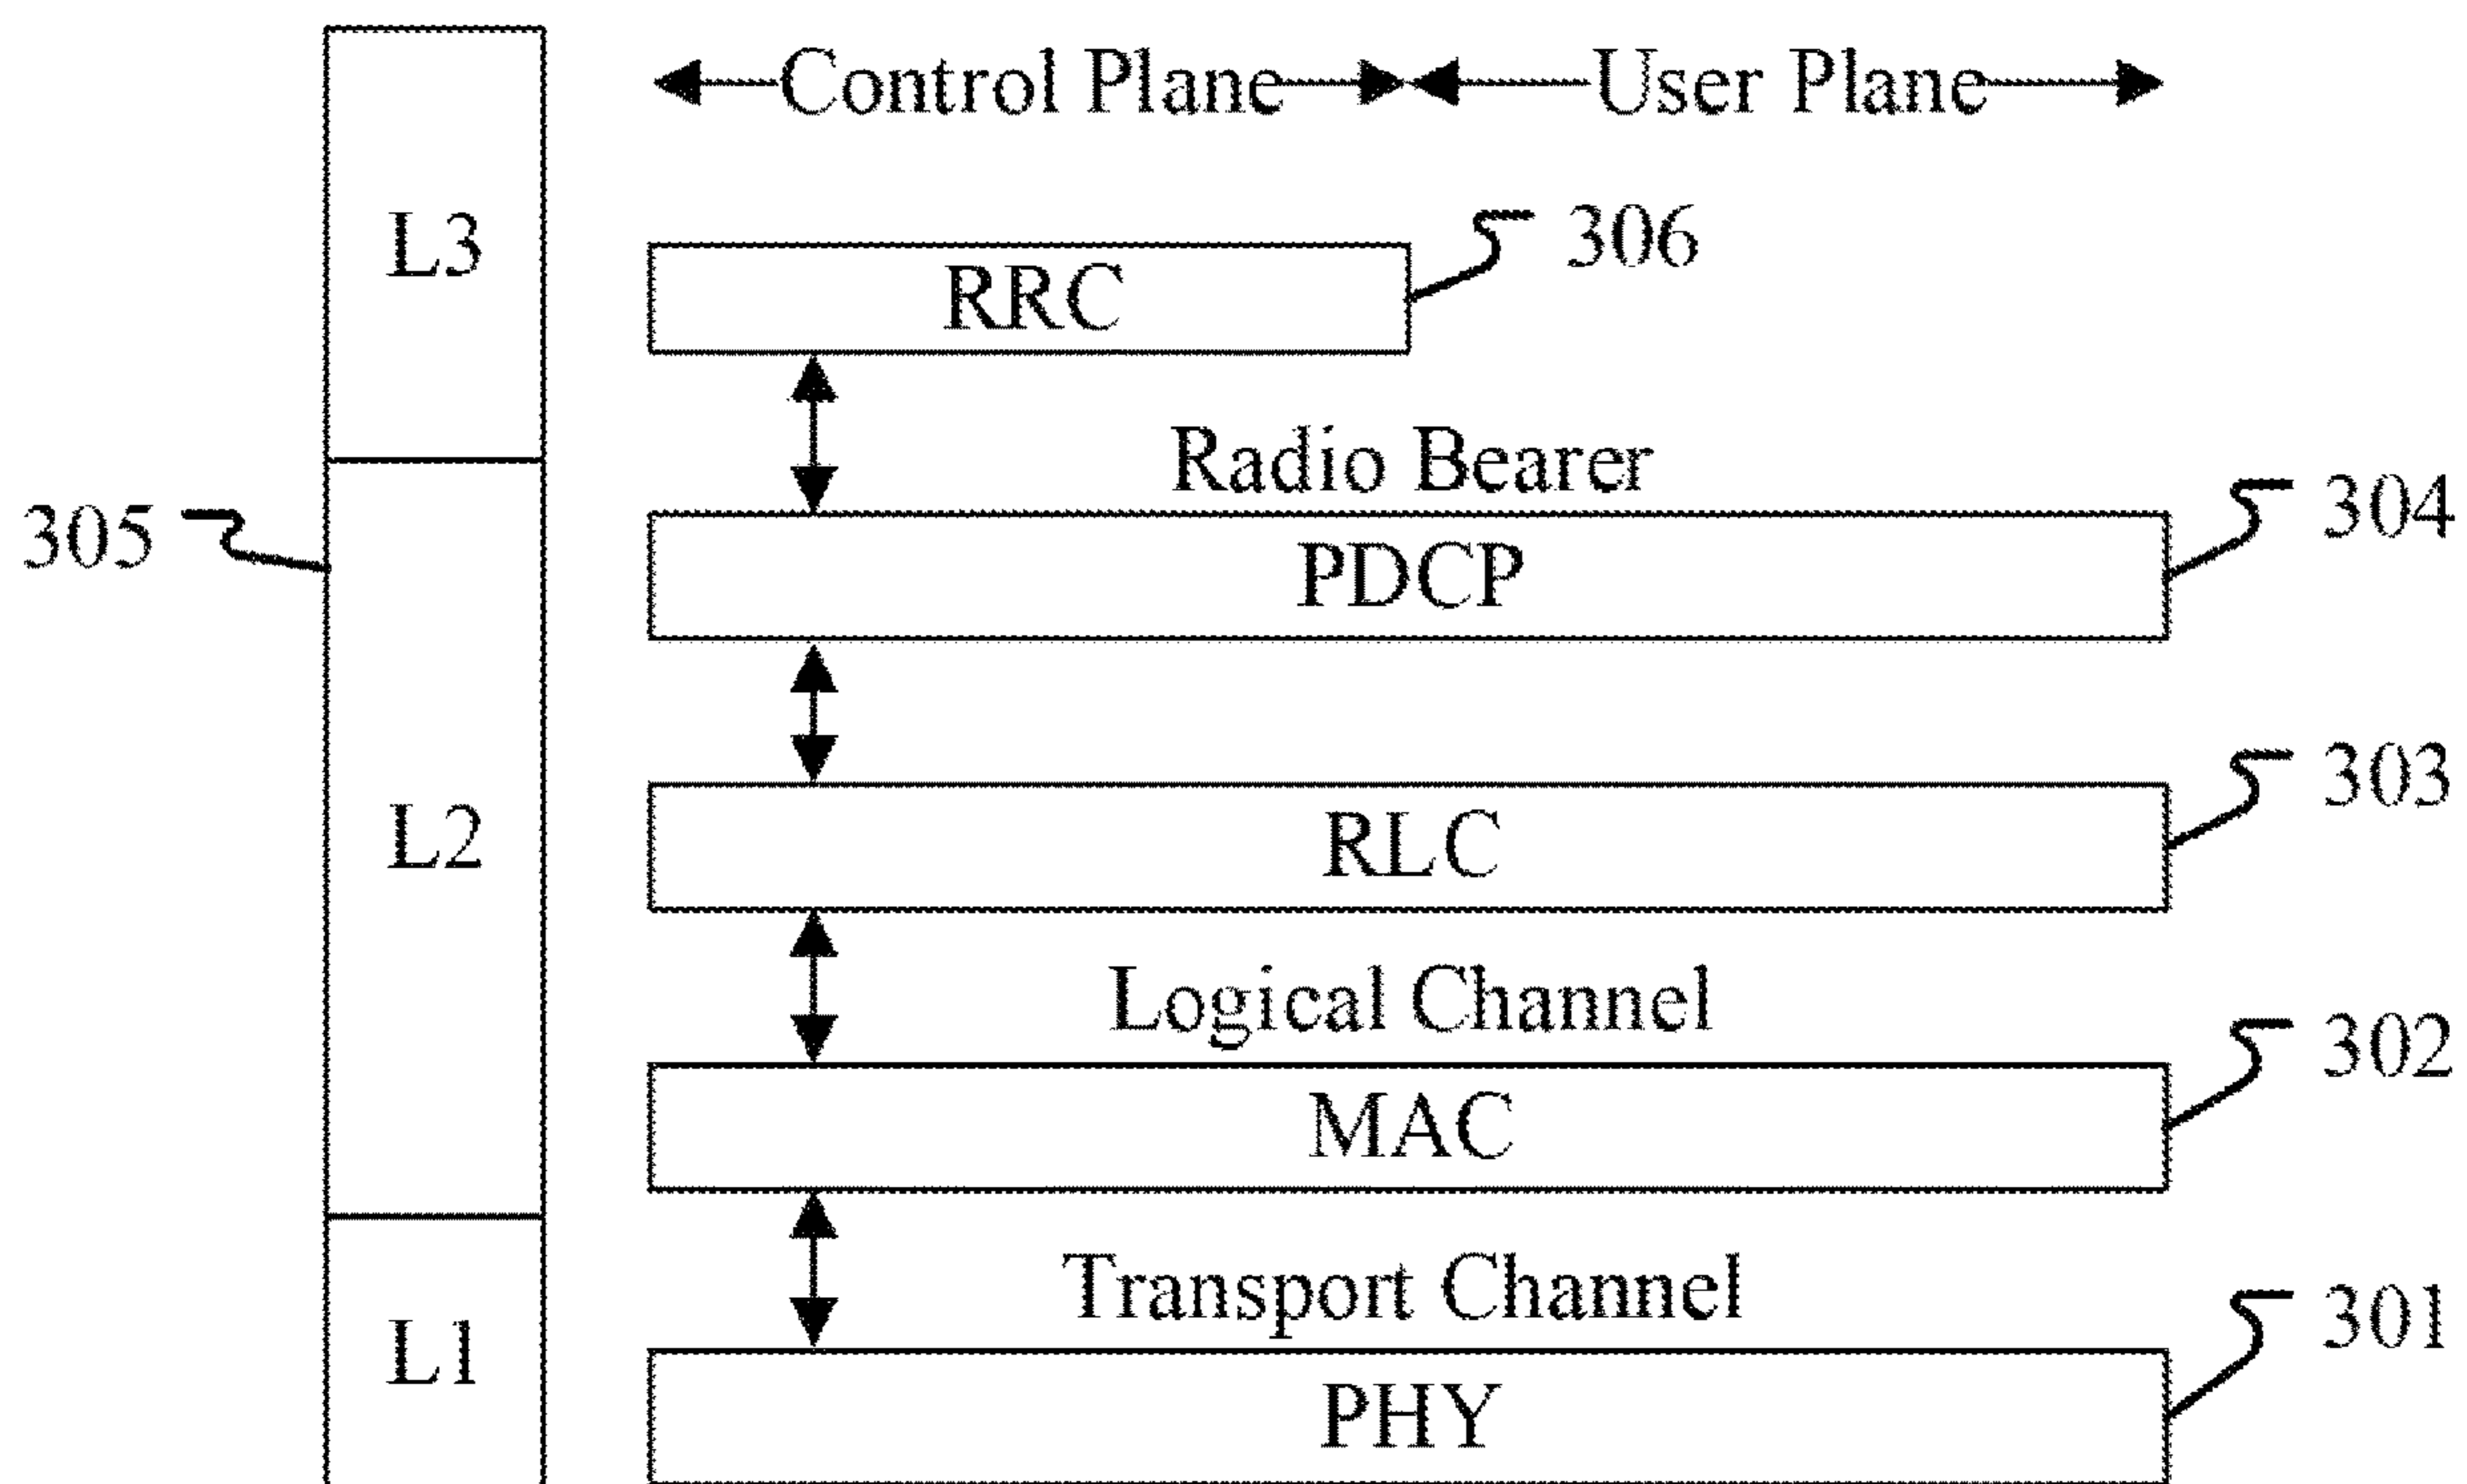 Control Plane User Plane
L3
RRC
306
Radio Bearer
305
PDCP
304
L2
RLC
303
Logical Channel
MAC
302
Transport Channel
L1
PHY
301